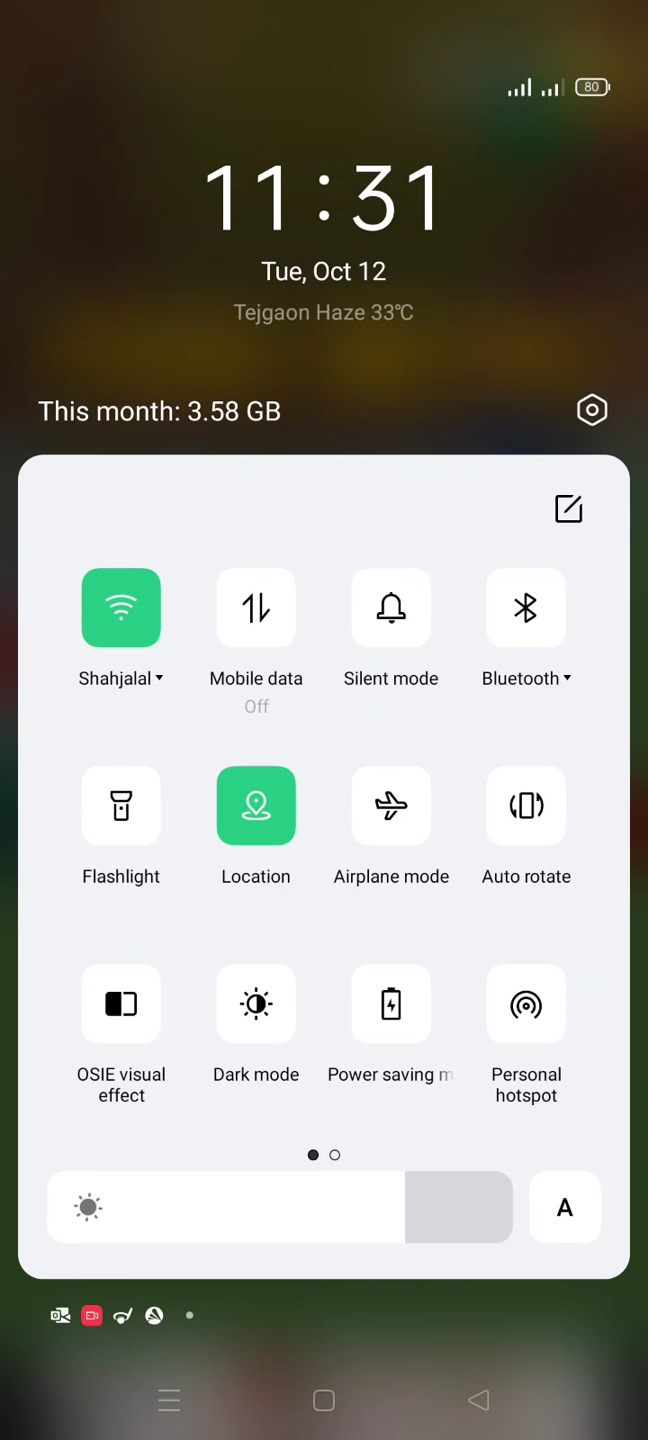 80
11:31
Tue, Oct 12
Tejgaon Haze 33℃
This month: 3.58 GB
Shahjalal
Mobile data
Off
Silent mode
Bluetooth
Flashlight
Location
Airplane mode
Auto rotate
OSIE visual
effect
Dark mode
Power saving m
Personal
hotspot
A